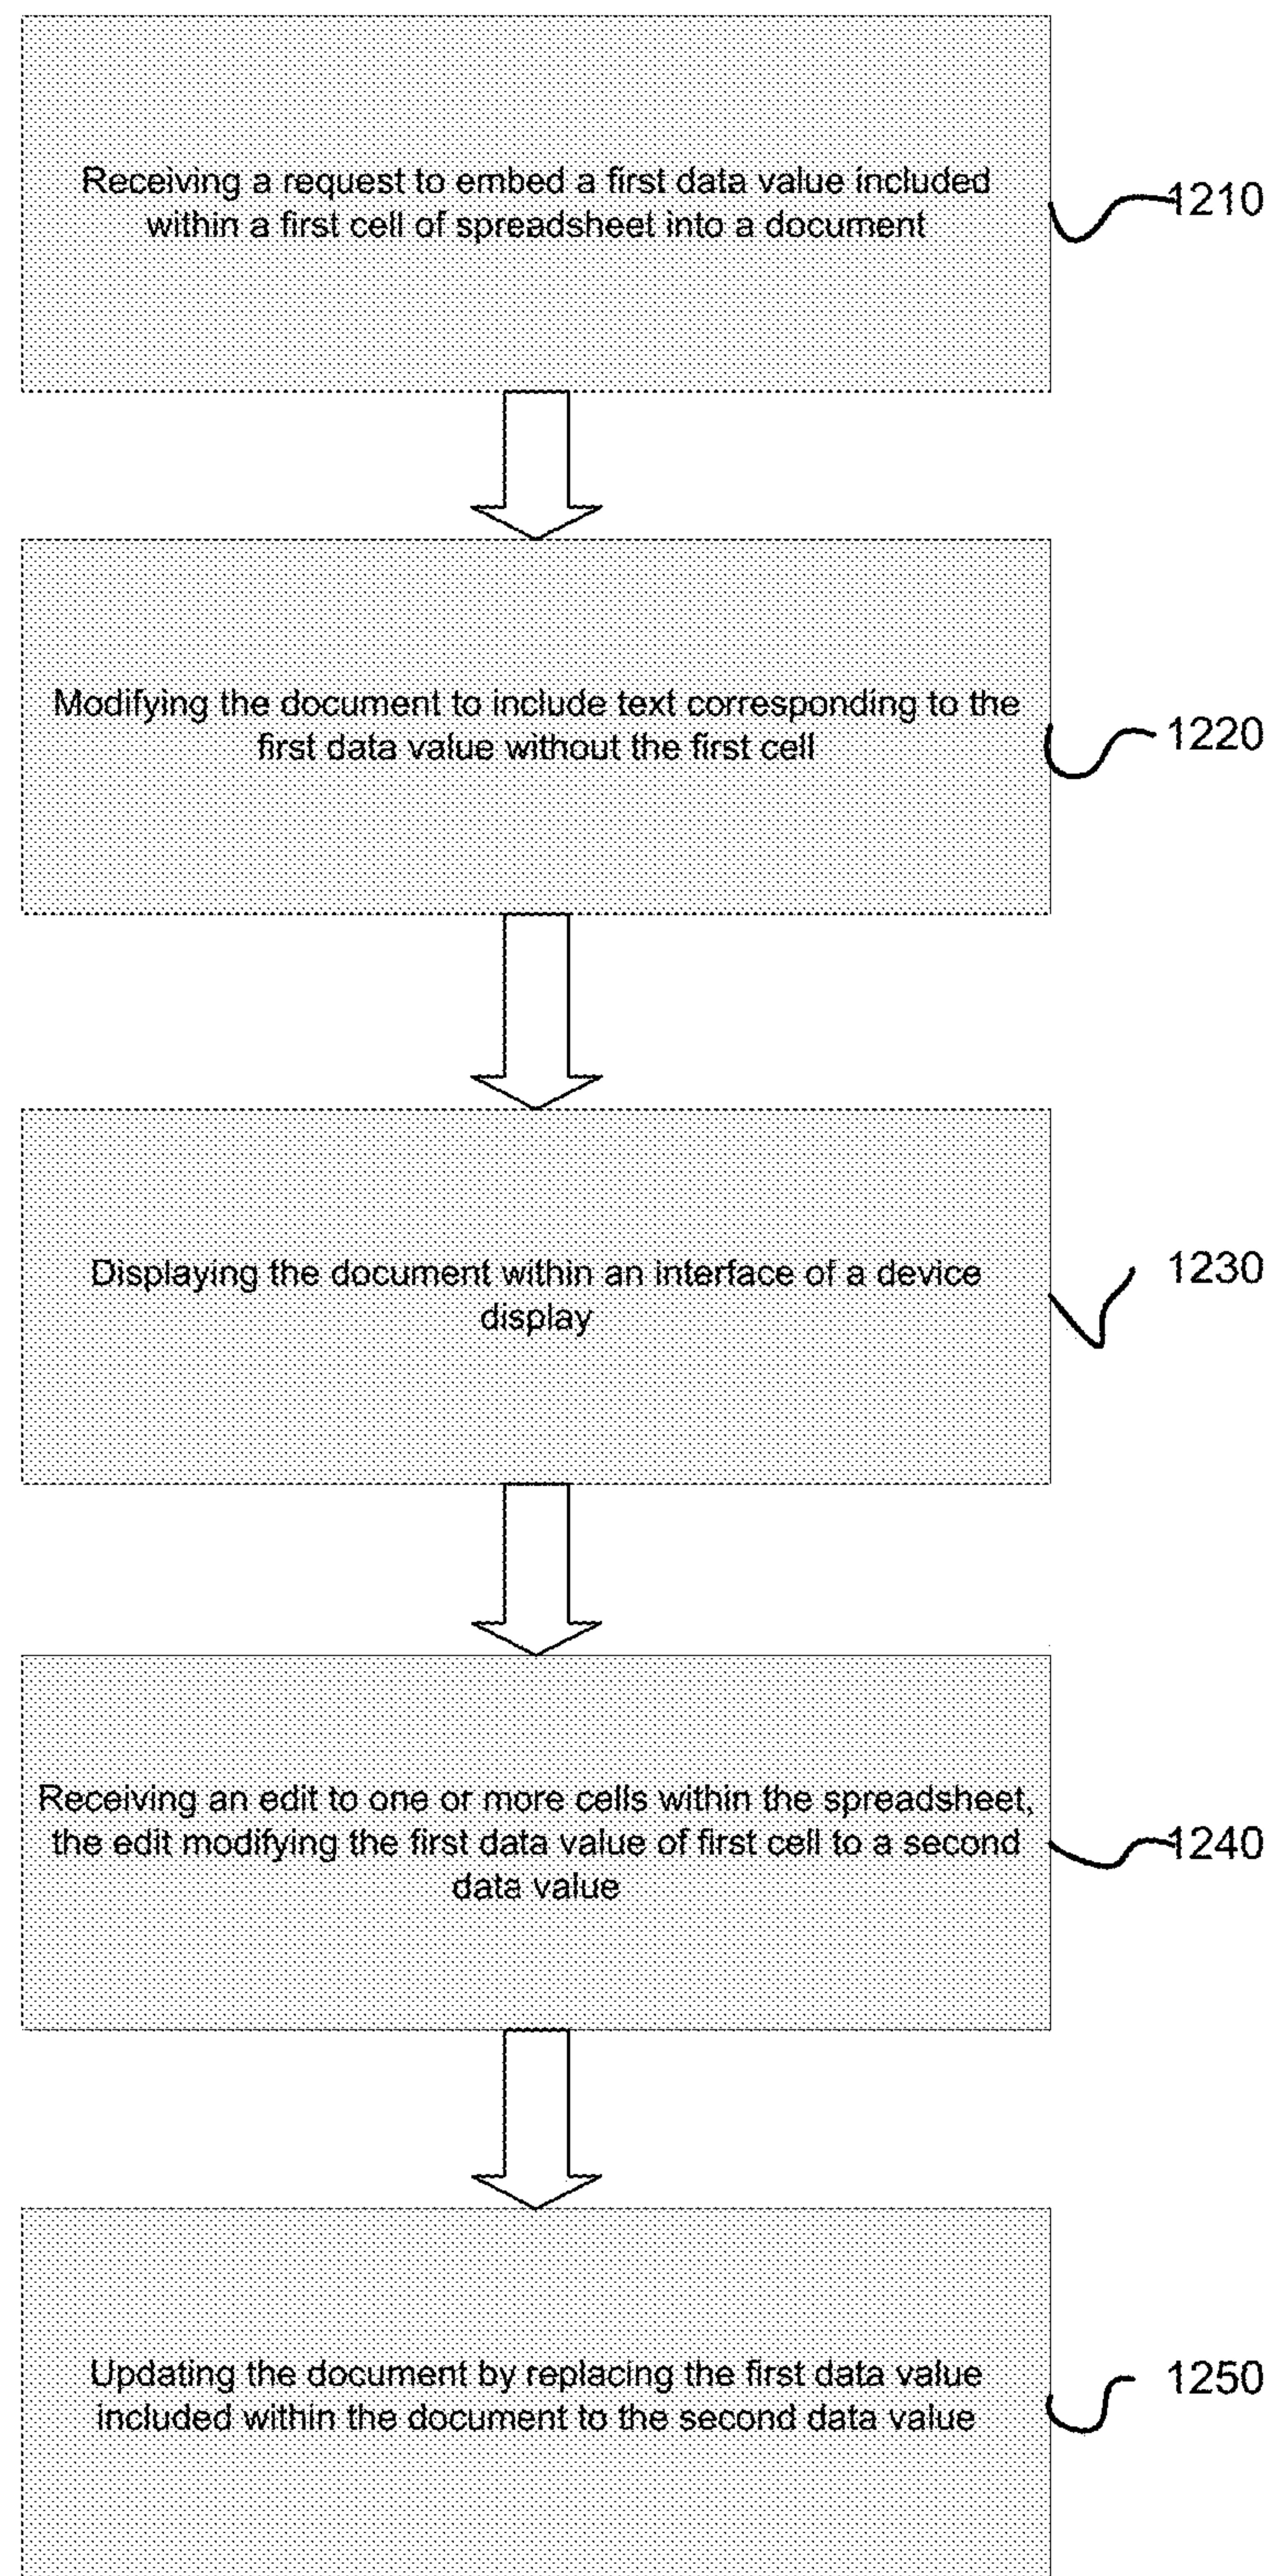 Receiving a request to embed a first data value included
within a first cell of spreadsheet into a document
1210
Modifying the document to include text corresponding to the
first data value without the first cell
1220
Displaying the document within an interface of a device
display
1230
Receiving an edit to one or more cells within the spreadsheet,
the edit modifying the first data value of first cell to a second
data value
1240
Updating the document by replacing the first data value
included within the document to the second data value
1250